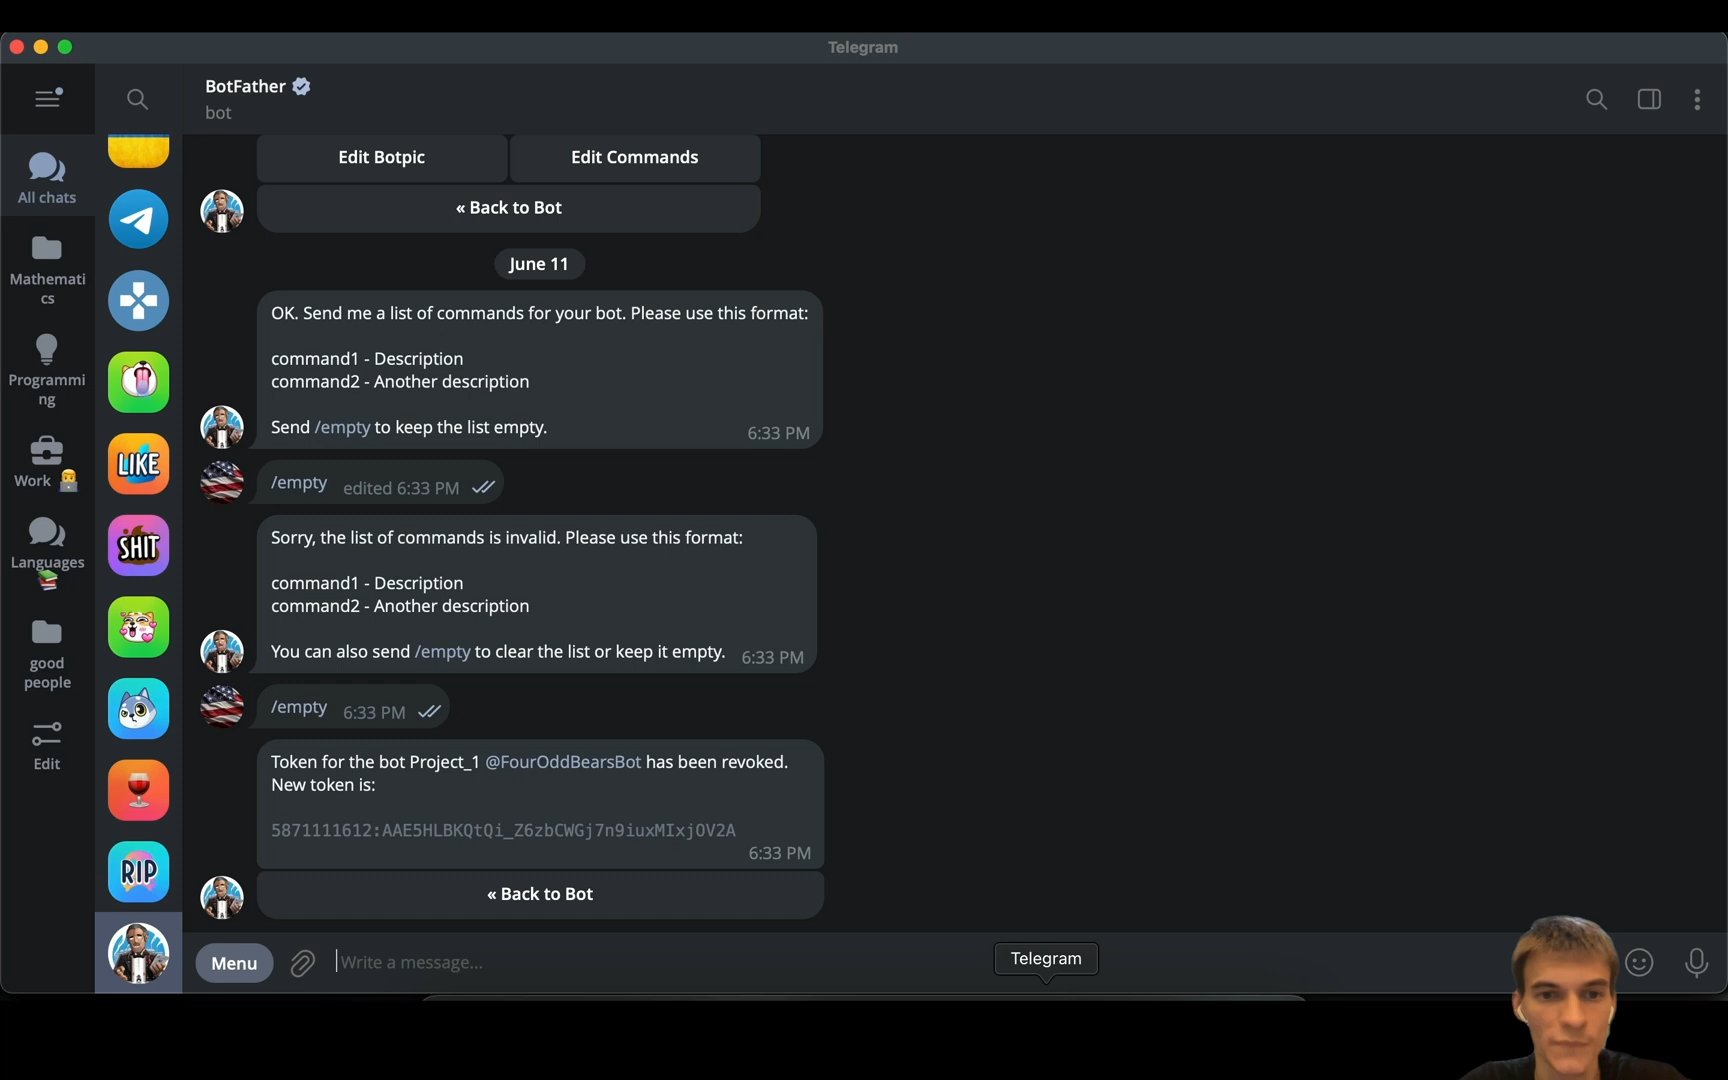 Telegram
BotFather
bot
All chats
Mathemati
cs
Programmi
ng
Work
Languages
good
people
Edit
LIKE
SHIT
RIP
Edit Botpic
Edit Commands
« Back to Bot
June 11
OK. Send me a list of commands for your bot. Please use this format:
command1 - Description
command2 - Another description
Send /empty to keep the list empty.
6:33 PM
/empty edited 6:33 PM
Sorry, the list of commands is invalid. Please use this format:
command1 - Description
command2 - Another description
You can also send /empty to clear the list or keep it empty. 6:33 PM
/empty 6:33 PM
Token for the bot Project_1 @FourOddBearsBot has been revoked.
New token is:
5871111612:AAE5HLBKQtQi_Z6zbCWGj7n9iuxMIxjOV2A
6:33 PM
« Back to Bot
Menu
Write a message...
Telegram